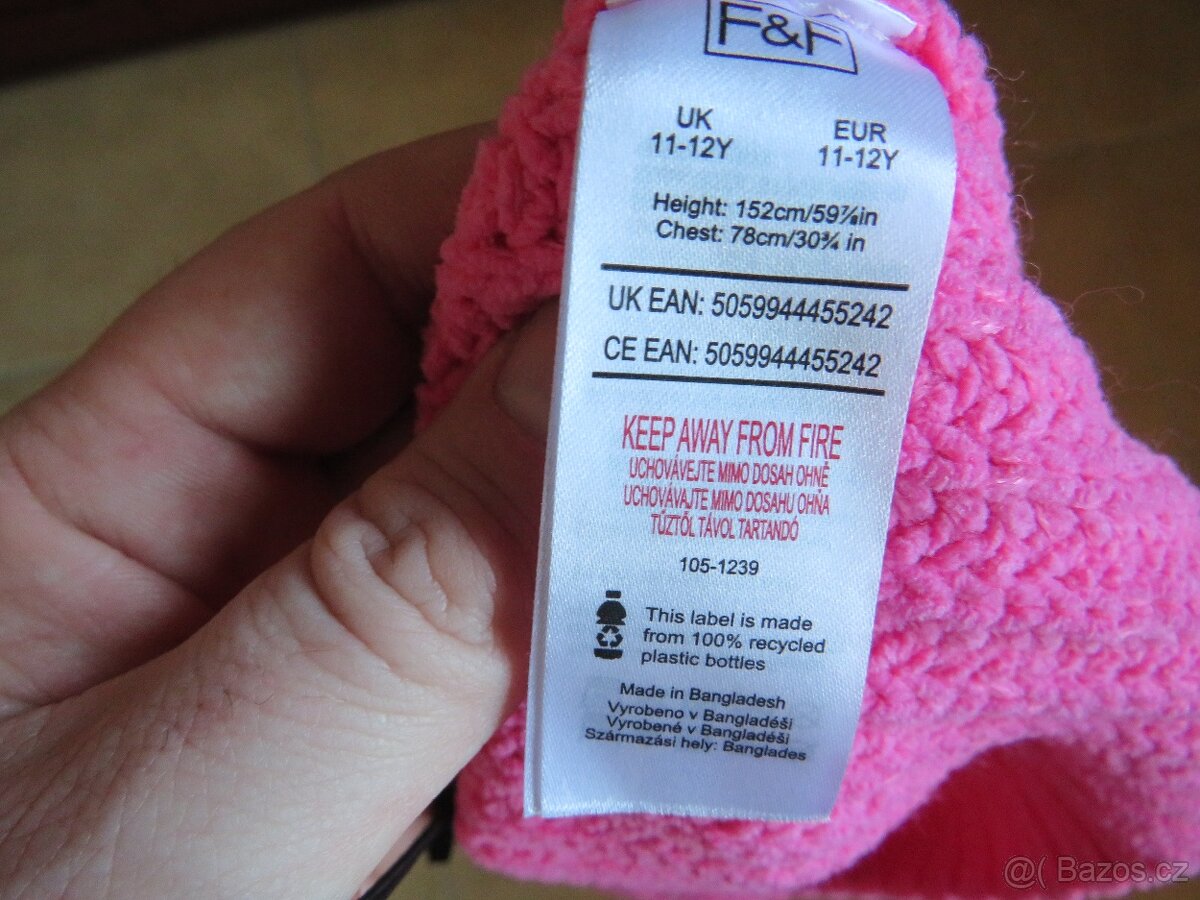 F&F
UK
11-12Y
EUR
11-12Y
Height: 152cm/59⅞in
Chest: 78cm/30¾ in
UK EAN: 5059944455242
CE EAN: 5059944455242
KEEP AWAY FROM FIRE
UCHOVÁVEJTE MIMO DOSAH OHNĚ
UCHOVÁVAJTE MIMO DOSAHU OHŇA
TŰZTŐL TÁVOL TARTANDÓ
105-1239
This label is made
from 100% recycled
plastic bottles
Made in Bangladesh
Vyrobeno v Bangladéši
Vyrobené v Bangladéši
Származási hely: Banglades
@( Bazos.cz